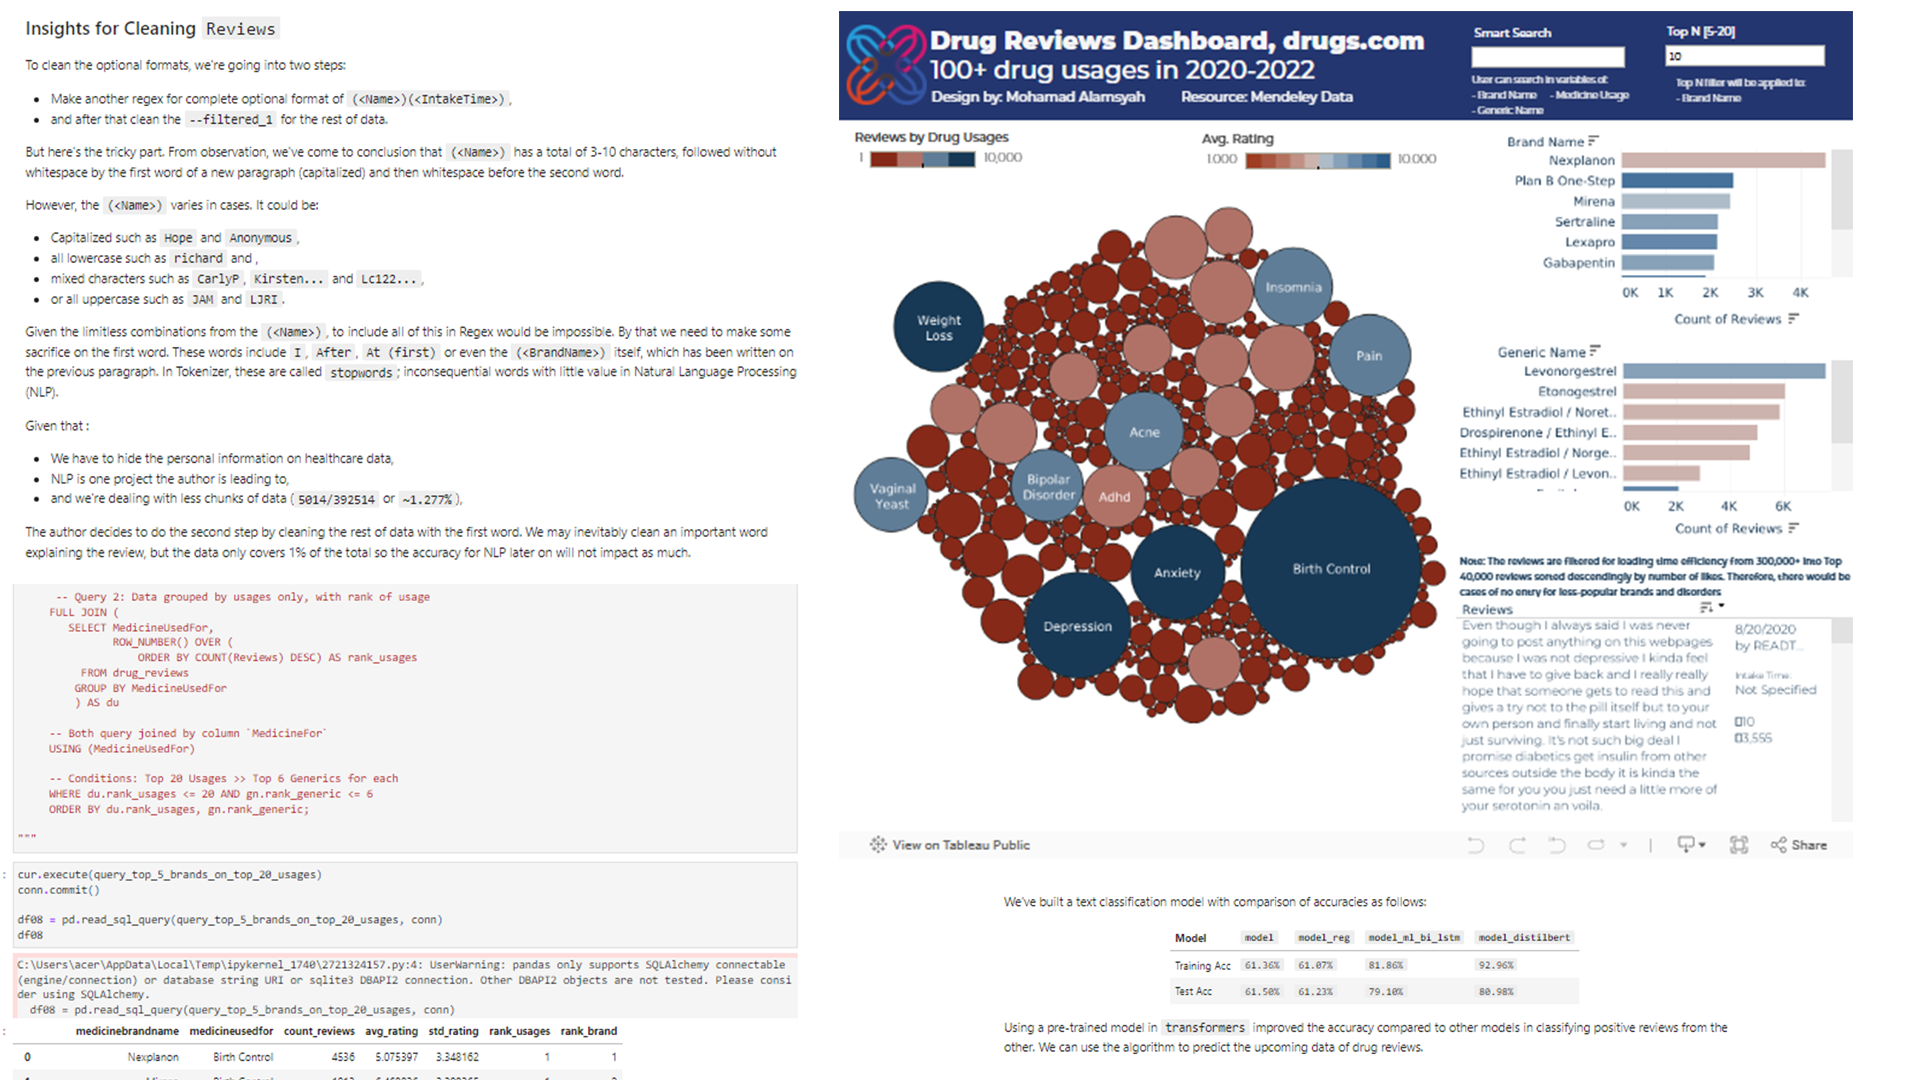 Insights for Cleaning Reviews
To clean the optional formats, we're going into two steps:
Make another regex for complete optional format of (<Name>)(<IntakeTime>),
and after that clean the --filtered_1 for the rest of data.
But here's the tricky part. From observation, we've come to conclusion that (<Name>) has a total of 3-10 characters, followed without
whitespace by the first word of a new paragraph (capitalized) and then whitespace before the second word.
However, the (<Name>) varies in cases. It could be:
Capitalized such as Hope and Anonymous,
all lowercase such as richard and ,
mixed characters such as CarlyP, Kirsten... and Lc122...,
or all uppercase such as JAM and LJRI.
Given the limitless combinations from the (<Name>), to include all of this in Regex would be impossible. By that we need to make some
sacrifice on the first word. These words include I, After, At (first) or even the (<BrandName>) itself, which has been written on
the previous paragraph. In Tokenizer, these are called stopwords; inconsequential words with little value in Natural Language Processing
(NLP).
Given that :
We have to hide the personal information on healthcare data,
NLP is one project the author is leading to,
and we're dealing with less chunks of data (5014/392514 or ~1.277%),
The author decides to do the second step by cleaning the rest of data with the first word. We may inevitably clean an important word
explaining the review, but the data only covers 1% of the total so the accuracy for NLP later on will not impact as much.
-- Query 2: Data grouped by usages only, with rank of usage
FULL JOIN (
SELECT MedicineUsedFor,
ROW_NUMBER() OVER (
ORDER BY COUNT(Reviews) DESC) AS rank_usages
FROM drug_reviews
GROUP BY MedicineUsedFor
) AS du
-- Both query joined by column `MedicineFor`
USING (MedicineUsedFor)
-- Conditions: Top 20 Usages >> Top 6 Generics for each
WHERE du.rank_usages <= 20 AND gn.rank_generic <= 6
ORDER BY du.rank_usages, gn.rank_generic;
"""
cur.execute(query_top_5_brands_on_top_20_usages)
conn.commit()
df08 = pd.read_sql_query(query_top_5_brands_on_top_20_usages, conn)
df08
C:\Users\acer\AppData\Local\Temp\ipykernel_1740\2721324157.py:4: UserWarning: pandas only supports SQLAlchemy connectable
(engine/connection) or database string URI or sqlite3 DBAPI2 connection. Other DBAPI2 objects are not tested. Please consi
der using SQLAlchemy.
df08 = pd.read_sql_query(query_top_5_brands_on_top_20_usages, conn)
medicinebrandname medicineusedfor count_reviews avg_rating std_rating rank_usages rank_brand
0 Nexplanon Birth Control 4536 5.075397 3.348162 1 1
Drug Reviews Dashboard, drugs.com
100+ drug usages in 2020-2022
Design by: Mohamad Alamsyah Resource: Mendeley Data
Smart Search
User can search in variables of:
- Brand Name - Medicine Usage
- Generic Name
Top N [5-20]
10
Top N filter will be applied to:
- Brand Name
Reviews by Drug Usages
1 10,000
Avg. Rating
1.000 10.000
Weight
Loss
Insomnia
Pain
Acne
Vaginal
Yeast
Bipolar
Disorder
Adhd
Anxiety
Birth Control
Depression
Brand Name
Nexplanon
Plan B One-Step
Mirena
Sertraline
Lexapro
Gabapentin
0K 1K 2K 3K 4K
Count of Reviews
Generic Name
Levonorgestrel
Etonogestrel
Ethinyl Estradiol / Noret..
Drospirenone / Ethinyl E..
Ethinyl Estradiol / Norge..
Ethinyl Estradiol / Levon..
0K 2K 4K 6K
Count of Reviews
Note: The reviews are filtered for loading time efficiency from 300,000+ into Top
40,000 reviews sorted descendingly by number of likes. Therefore, there would be
cases of no entry for less-popular brands and disorders
Reviews
Even though I always said I was never
going to post anything on this webpages
because I was not depressive I kinda feel
that I have to give back and I really really
hope that someone gets to read this and
gives a try not to the pill itself but to your
own person and finally start living and not
just surviving. It's not such big deal I
promise diabetics get insulin from other
sources outside the body it is kinda the
same for you you just need a little more of
your serotonin an voila.
8/20/2020
by READT...
Intake Time:
Not Specified
10
3,555
View on Tableau Public
Share
We've built a text classification model with comparison of accuracies as follows:
Model model model_reg model_ml_bi_lstm model_distilbert
Training Acc 61.36% 61.07% 81.86% 92.96%
Test Acc 61.50% 61.23% 79.10% 80.98%
Using a pre-trained model in transformers improved the accuracy compared to other models in classifying positive reviews from the
other. We can use the algorithm to predict the upcoming data of drug reviews.